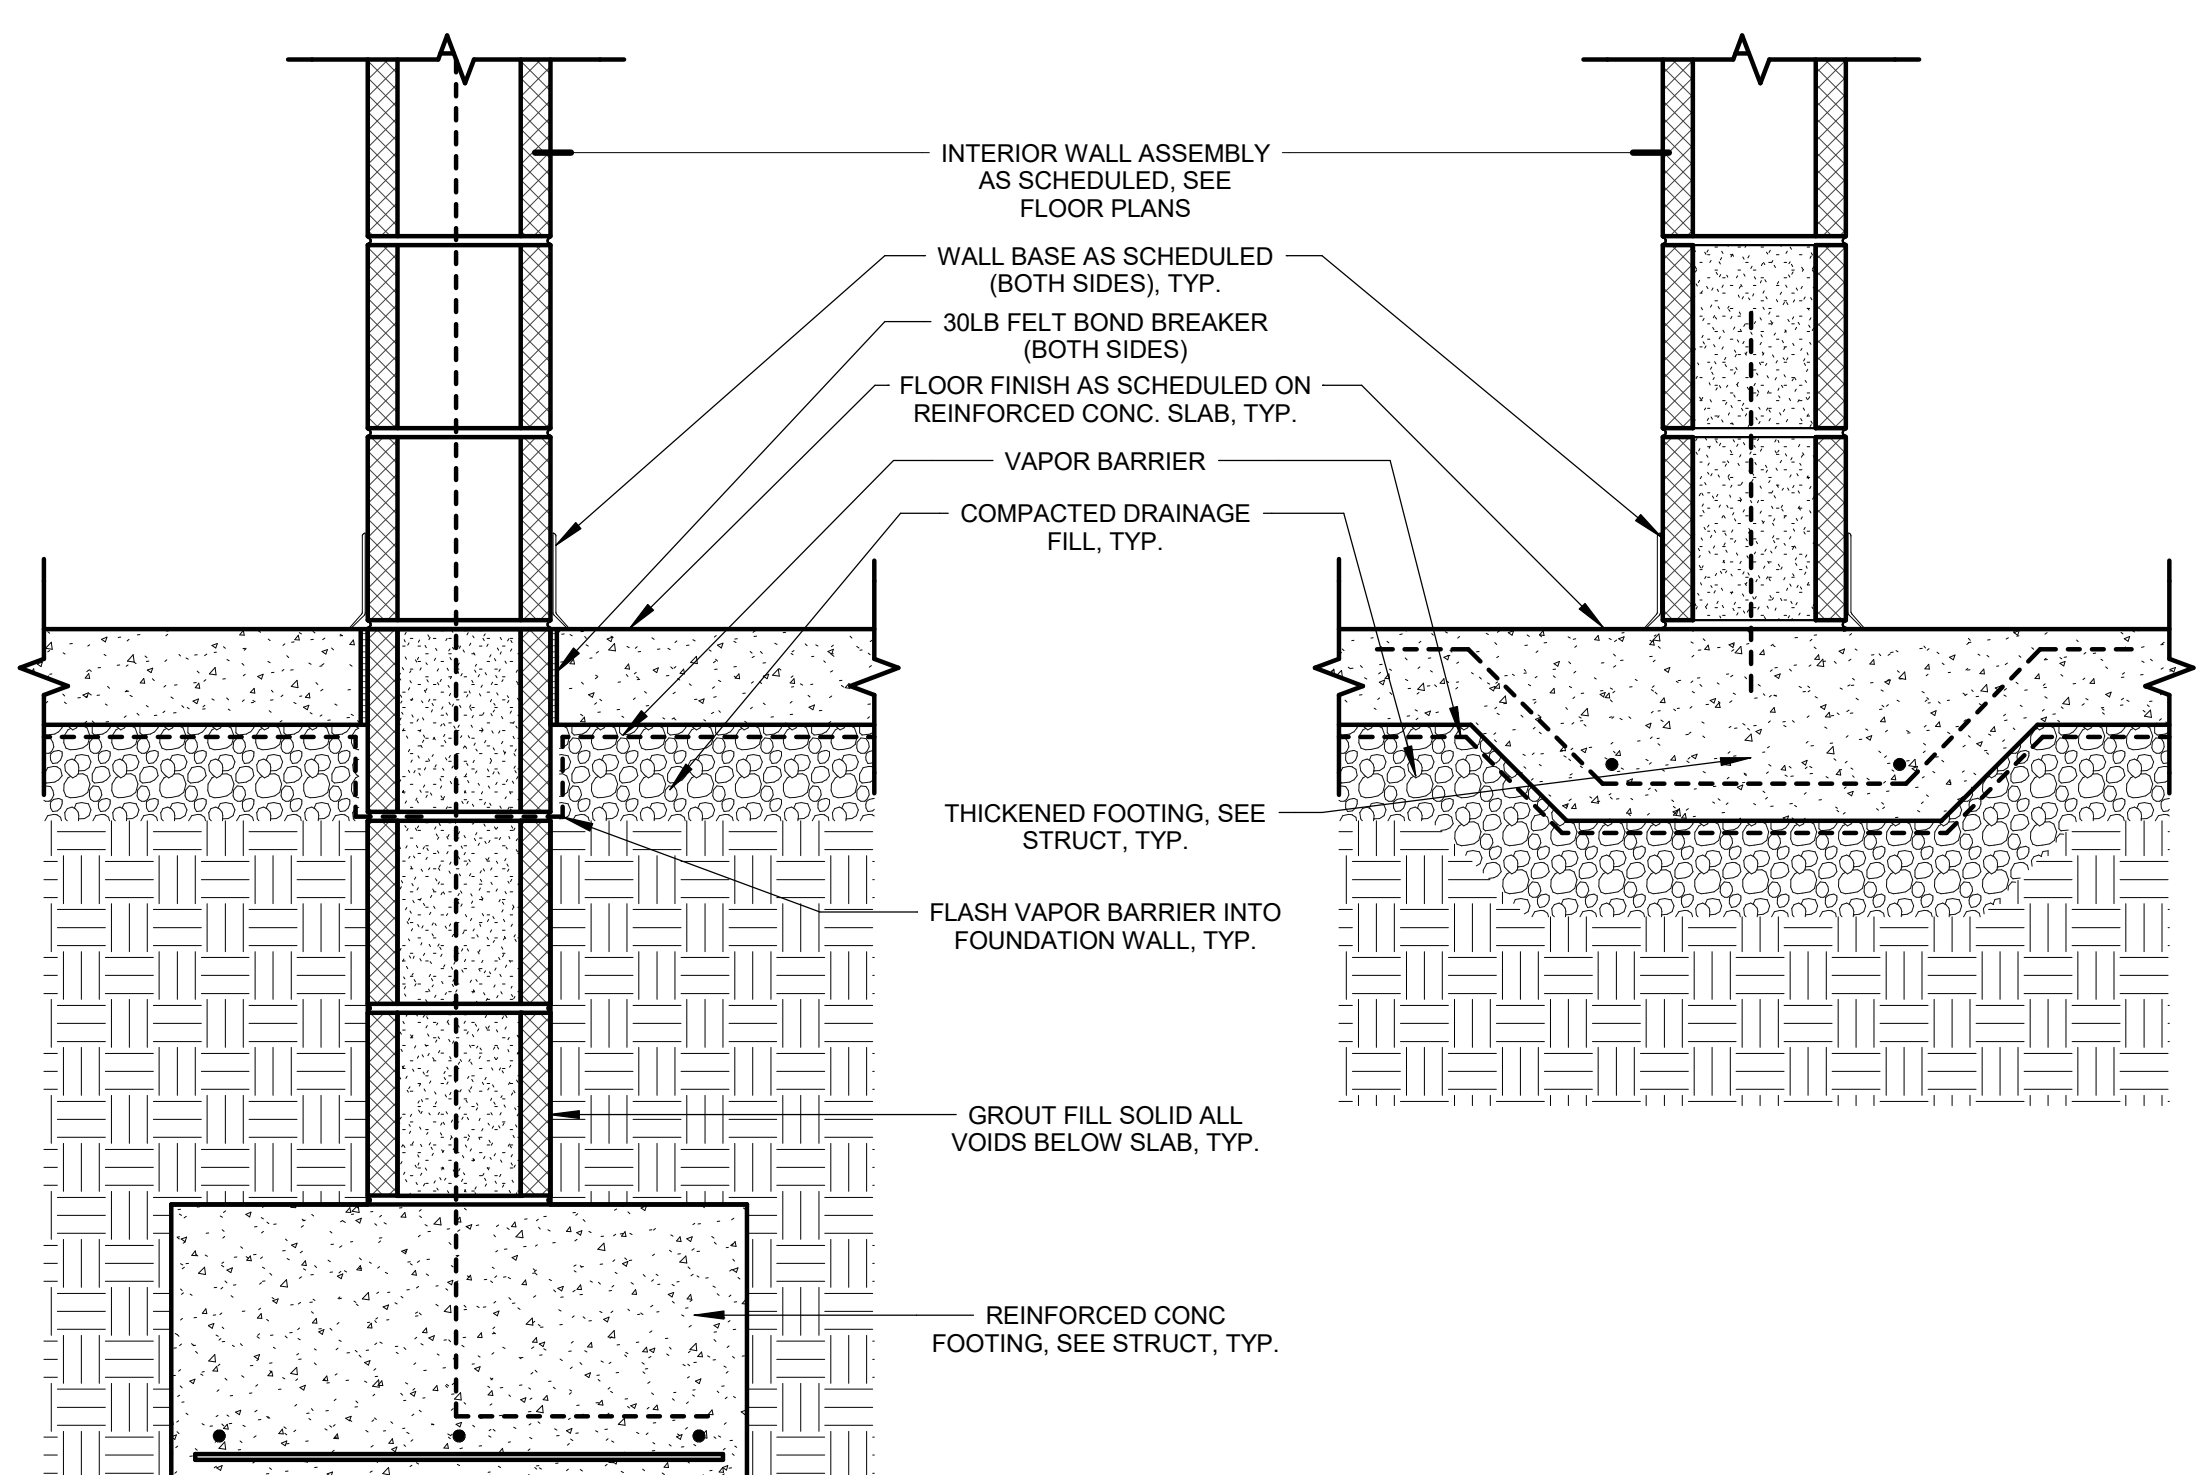 INTERIOR WALL ASSEMBLY
AS SCHEDULED, SEE
FLOOR PLANS
WALL BASE AS SCHEDULED
(BOTH SIDES), TYP.
30LB FELT BOND BREAKER
(BOTH SIDES)
FLOOR FINISH AS SCHEDULED ON
REINFORCED CONC. SLAB, TYP.
VAPOR BARRIER
COMPACTED DRAINAGE
FILL, TYP.
THICKENED FOOTING, SEE
STRUCT, TYP.
FLASH VAPOR BARRIER INTO
FOUNDATION WALL, TYP.
GROUT FILL SOLID ALL
VOIDS BELOW SLAB, TYP.
REINFORCED CONC
FOOTING, SEE STRUCT, TYP.